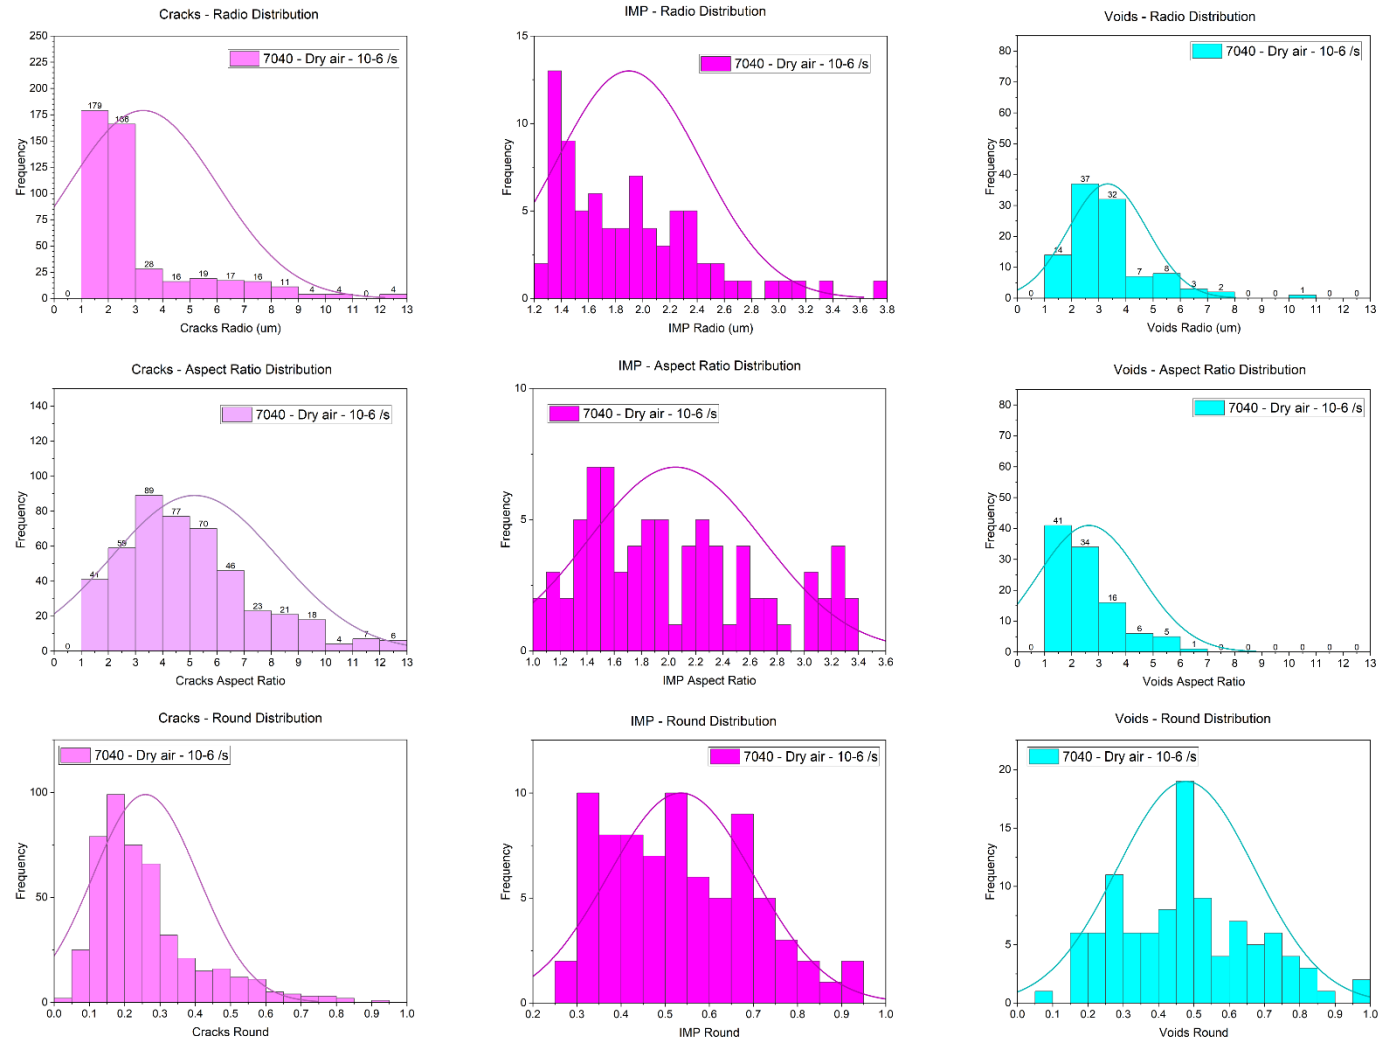 Cracks - Radio Distribution
250
225
200
175
150
125
100
75
50
25
0
Frequency
7040 - Dry air - 10-6 /s
0
179
166
28
16
19
17
16
11
4
4
0
4
0 1 2 3 4 5 6 7 8 9 10 11 12 13
Cracks Radio (um)
IMP - Radio Distribution
15
10
5
0
Frequency
7040 - Dry air - 10-6 /s
1.2 1.4 1.6 1.8 2.0 2.2 2.4 2.6 2.8 3.0 3.2 3.4 3.6 3.8
IMP Radio (um)
Voids - Radio Distribution
80
70
60
50
40
30
20
10
0
Frequency
7040 - Dry air - 10-6 /s
0
14
37
32
7
8
3
2
0
0
1
0
0
0 1 2 3 4 5 6 7 8 9 10 11 12 13
Voids Radio (um)
Cracks - Aspect Ratio Distribution
140
120
100
80
60
40
20
0
Frequency
7040 - Dry air - 10-6 /s
0
41
59
89
77
70
46
23
21
18
4
7
6
0 1 2 3 4 5 6 7 8 9 10 11 12 13
Cracks Aspect Ratio
IMP - Aspect Ratio Distribution
10
5
0
Frequency
7040 - Dry air - 10-6 /s
1.0 1.2 1.4 1.6 1.8 2.0 2.2 2.4 2.6 2.8 3.0 3.2 3.4 3.6
IMP Aspect Ratio
Voids - Aspect Ratio Distribution
80
70
60
50
40
30
20
10
0
Frequency
7040 - Dry air - 10-6 /s
0
41
34
16
6
5
1
0
0
0
0
0
0
0 1 2 3 4 5 6 7 8 9 10 11 12 13
Voids Aspect Ratio
Cracks - Round Distribution
100
50
0
Frequency
7040 - Dry air - 10-6 /s
0.0 0.1 0.2 0.3 0.4 0.5 0.6 0.7 0.8 0.9 1.0
Cracks Round
IMP - Round Distribution
10
5
0
Frequency
7040 - Dry air - 10-6 /s
0.2 0.3 0.4 0.5 0.6 0.7 0.8 0.9 1.0
IMP Round
Voids - Round Distribution
20
15
10
5
0
Frequency
7040 - Dry air - 10-6 /s
0.0 0.1 0.2 0.3 0.4 0.5 0.6 0.7 0.8 0.9 1.0
Voids Round